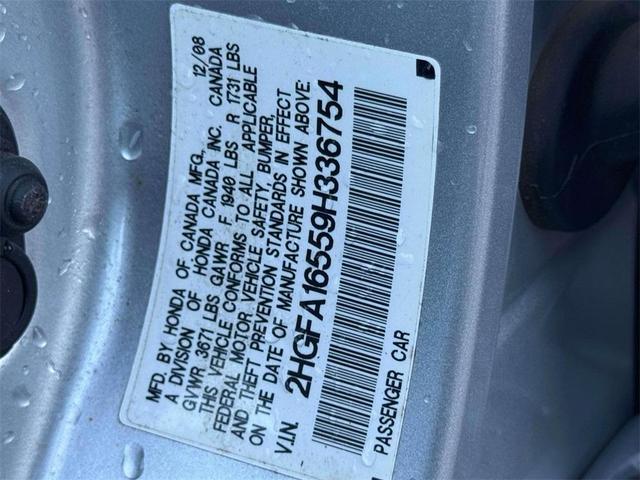 MFD. BY HONDA OF CANADA MFG. 12/08
A DIVISION OF HONDA CANADA INC. CANADA
GVWR 3671 LBS GAWR F 1940 LBS R 1731 LBS
THIS VEHICLE CONFORMS TO ALL APPLICABLE
FEDERAL MOTOR VEHICLE SAFETY, BUMPER,
AND THEFT PREVENTION STANDARDS IN EFFECT
ON THE DATE OF MANUFACTURE SHOWN ABOVE.
V.I.N. 2HGFA16559H336754
PASSENGER CAR